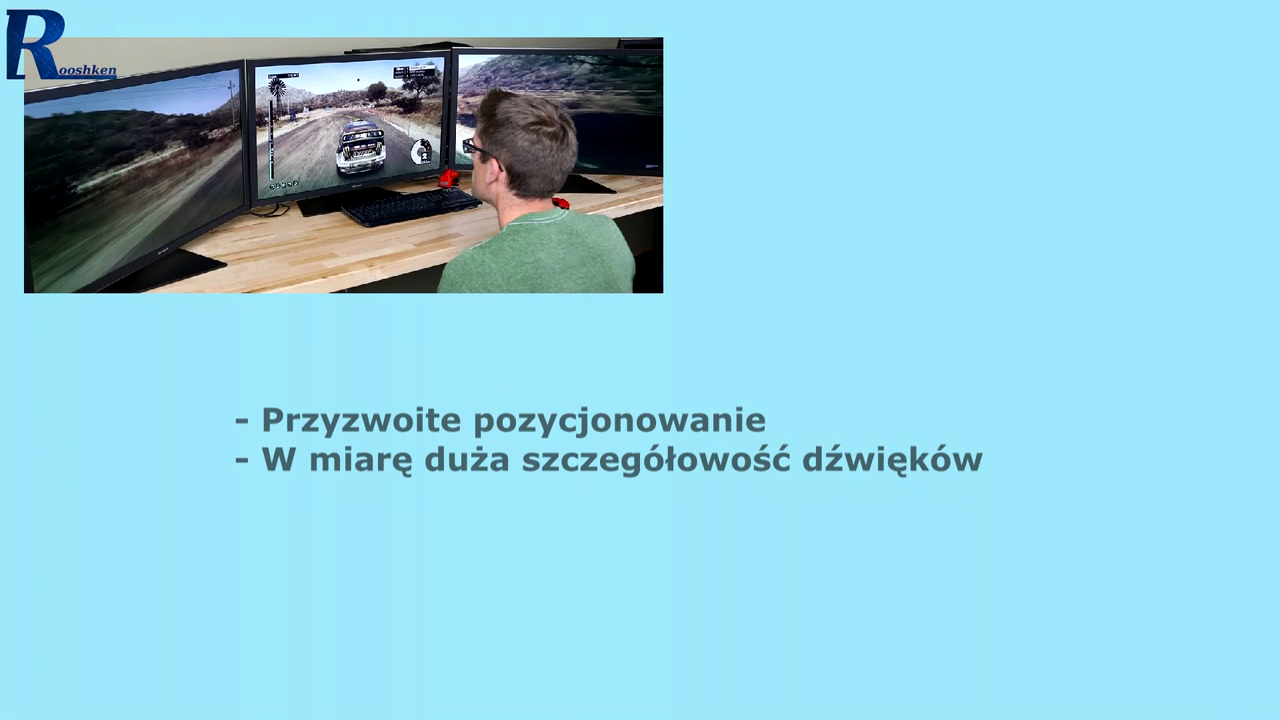 Rooshken
- Przyzwoite pozycjonowanie
- W miarę duża szczegółowość dźwięków